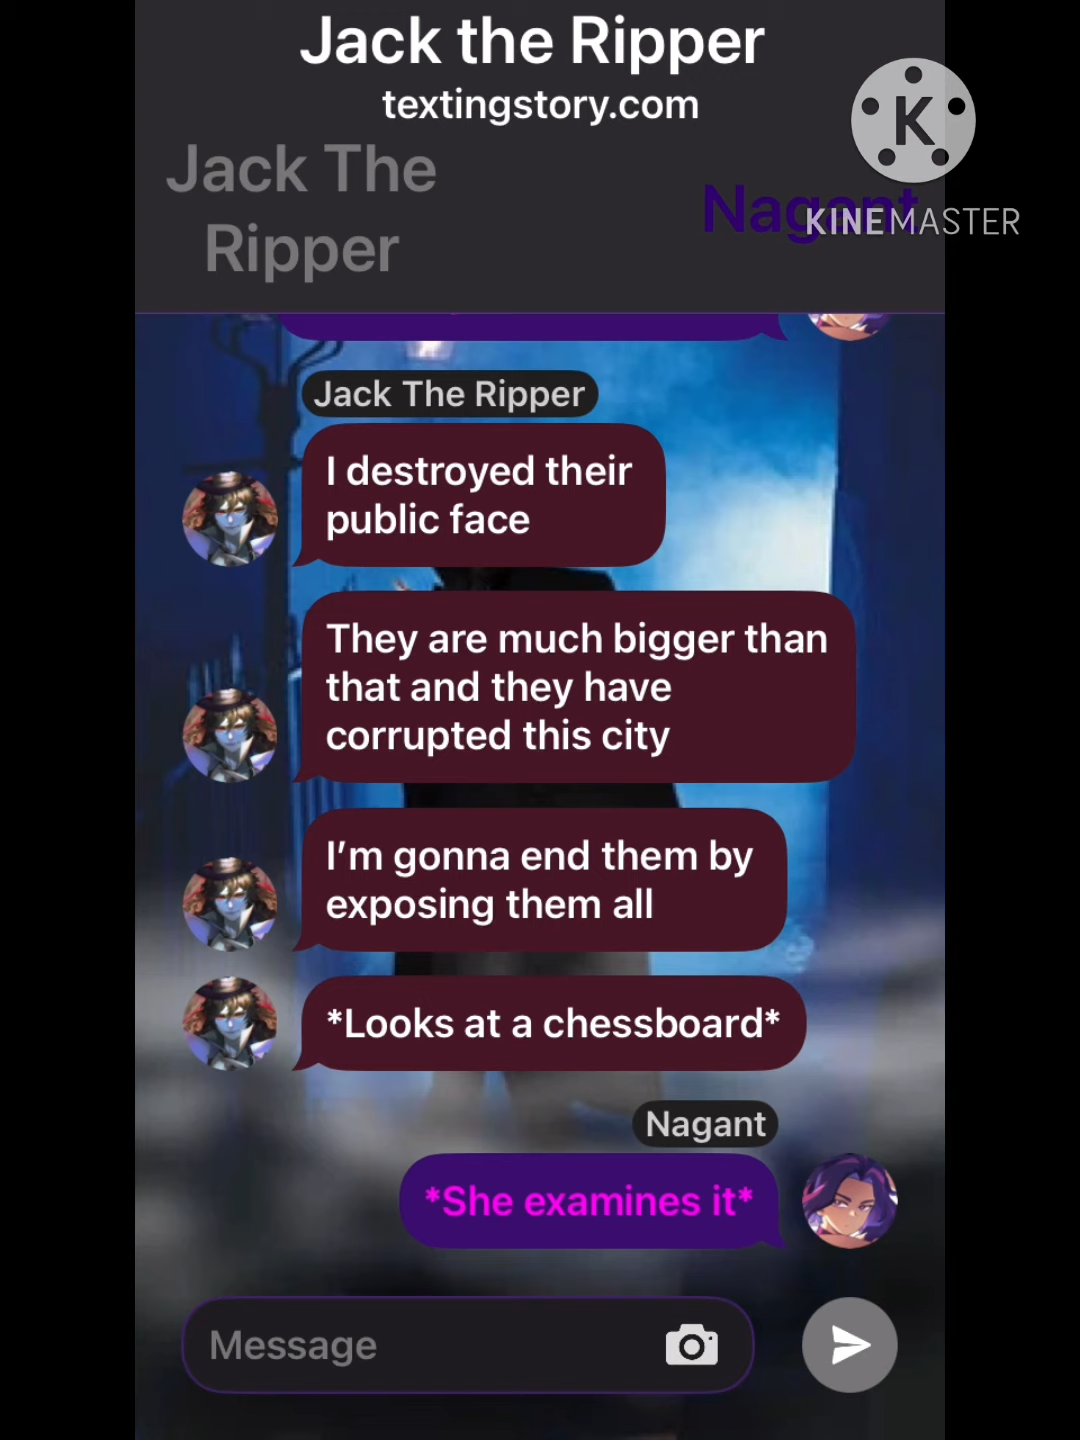 Jack the Ripper
textingstory.com
Jack The
Ripper
Nagant
K
KINEMASTER
Jack The Ripper
I destroyed their
public face
They are much bigger than
that and they have
corrupted this city
I'm gonna end them by
exposing them all
*Looks at a chessboard*
Nagant
*She examines it*
Message